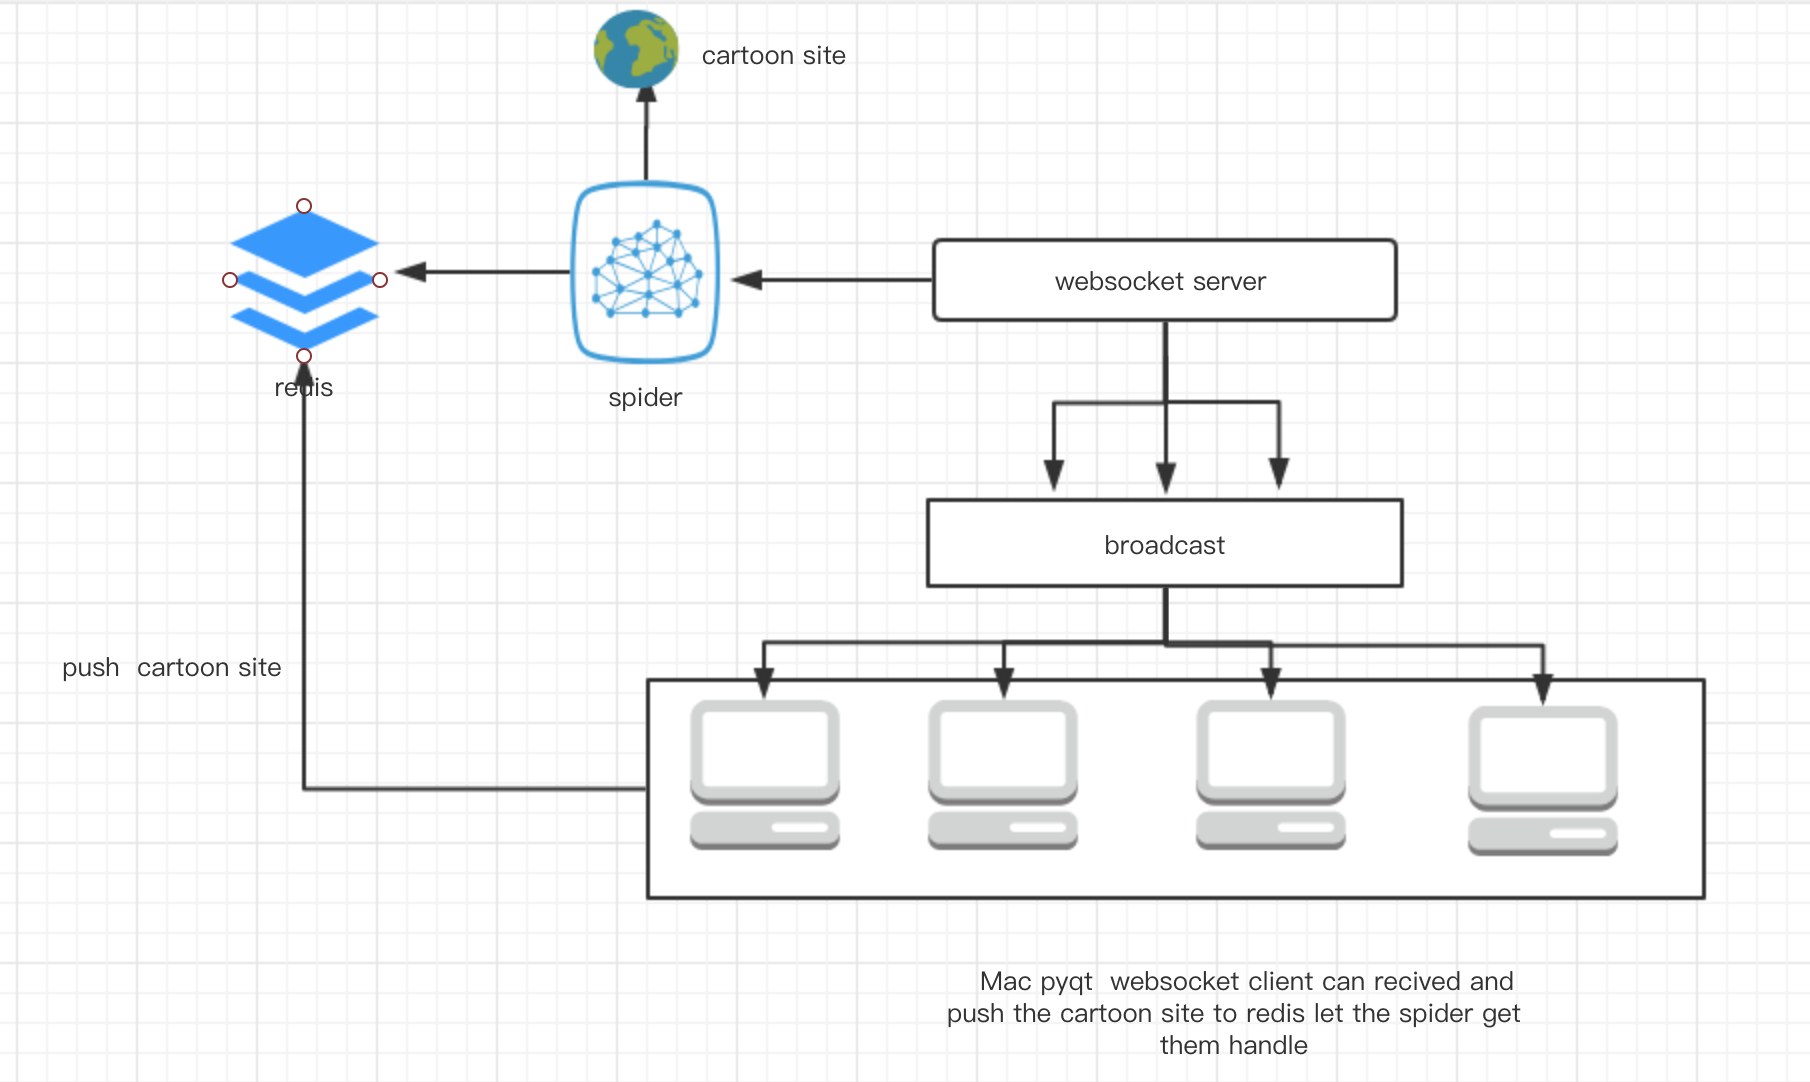 cartoon site
websocket server
redis
spider
broadcast
push  cartoon site
Mac pyqt  websocket client can recived and
push the cartoon site to redis let the spider get
them handle